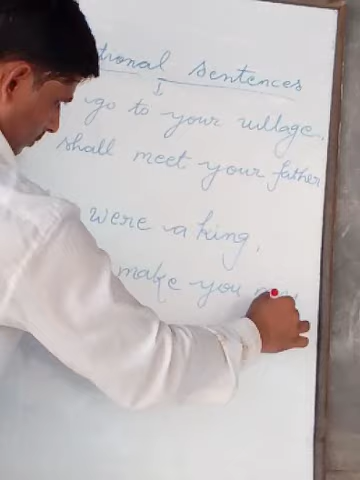 tional sentences
go to your village.
shall meet your father
were a king,
make you